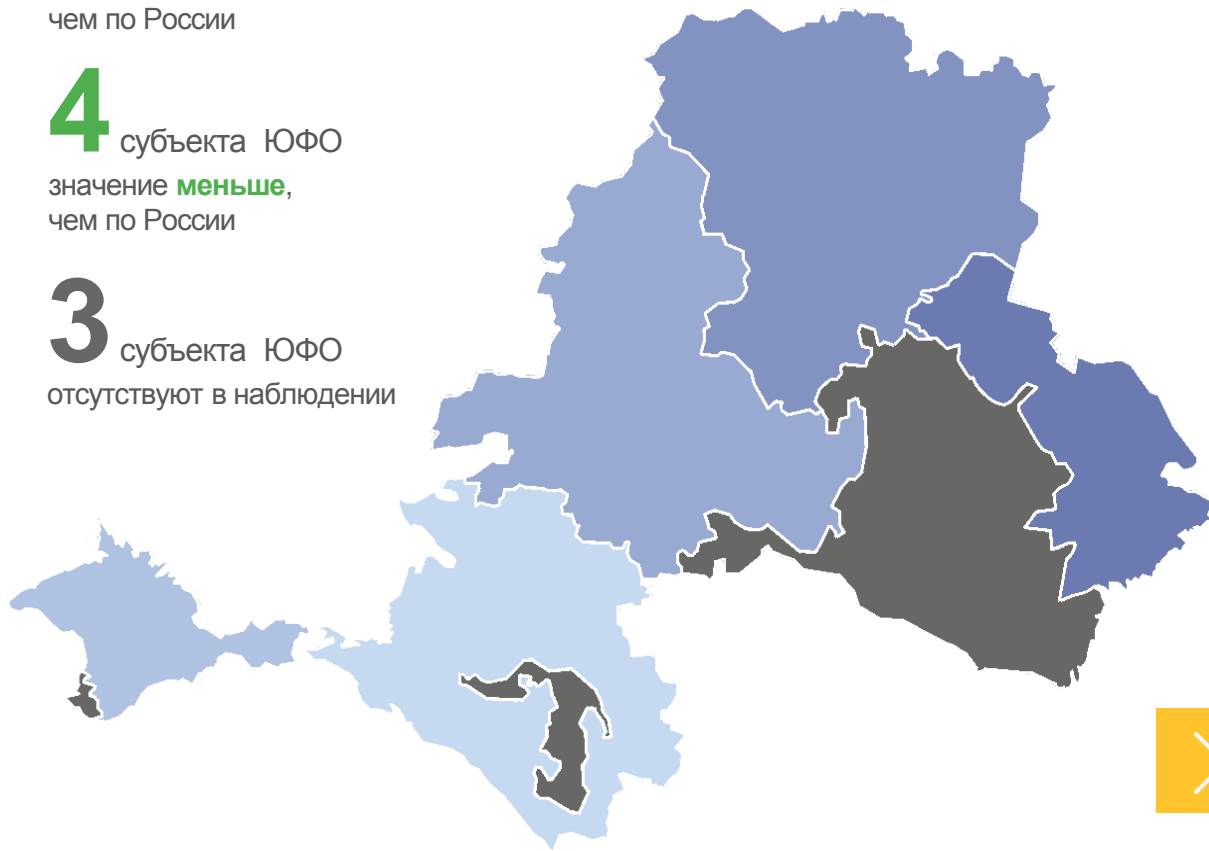 чем по России
4 субъекта ЮФО
значение меньше,
чем по России
3 субъекта ЮФО
отсутствуют в наблюдении